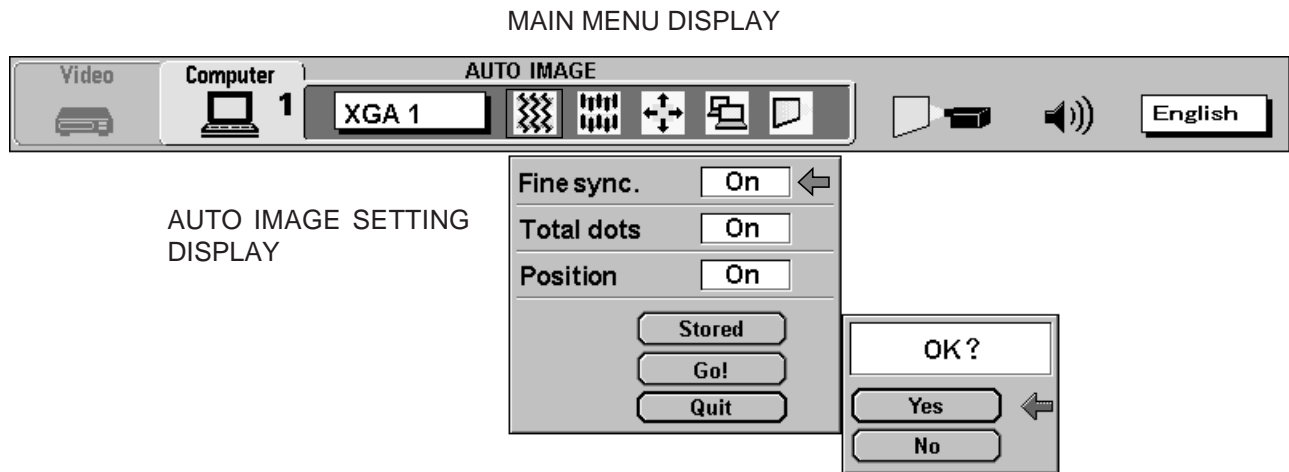 MAIN MENU DISPLAY
Video
Computer
1
AUTO IMAGE
XGA 1
English
AUTO IMAGE SETTING
DISPLAY
Fine sync. On
Total dots On
Position On
Stored
Go!
Quit
OK?
Yes
No